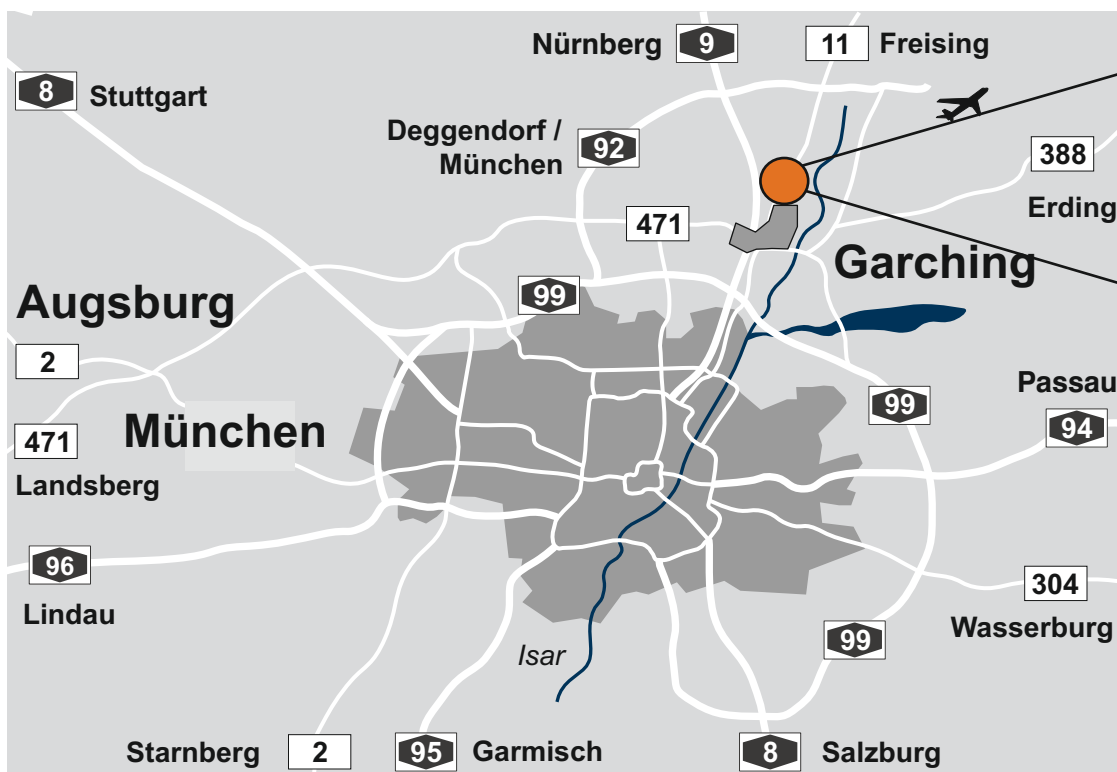 Nürnberg 9
11 Freising
8 Stuttgart
Deggendorf /
München 92
388
Erding
471
Garching
Augsburg
99
2
Passau
99
94
München
471
Landsberg
96
Lindau
304
Wasserburg
99
Isar
Starnberg 2
95 Garmisch
8 Salzburg